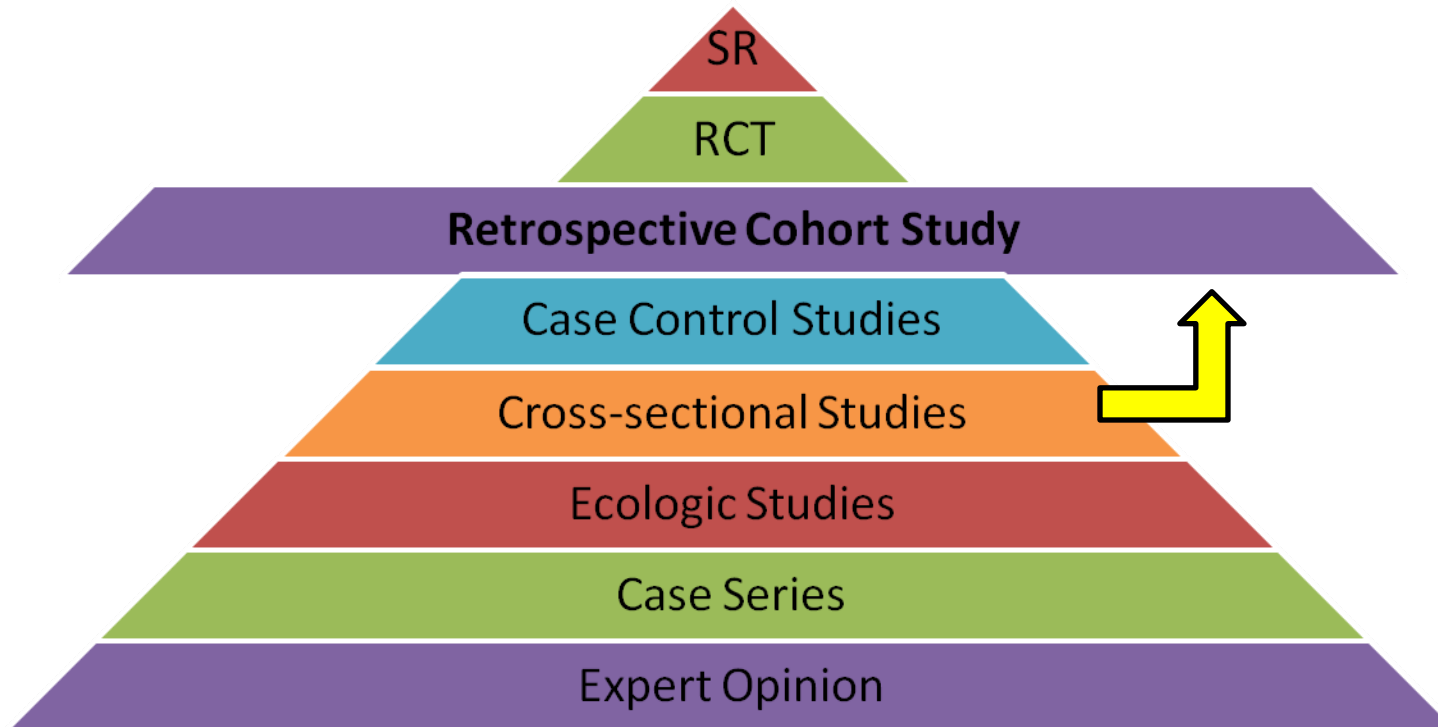 SR
RCT
Retrospective Cohort Study
Case Control Studies
Cross-sectional Studies
Ecologic Studies
Case Series
Expert Opinion